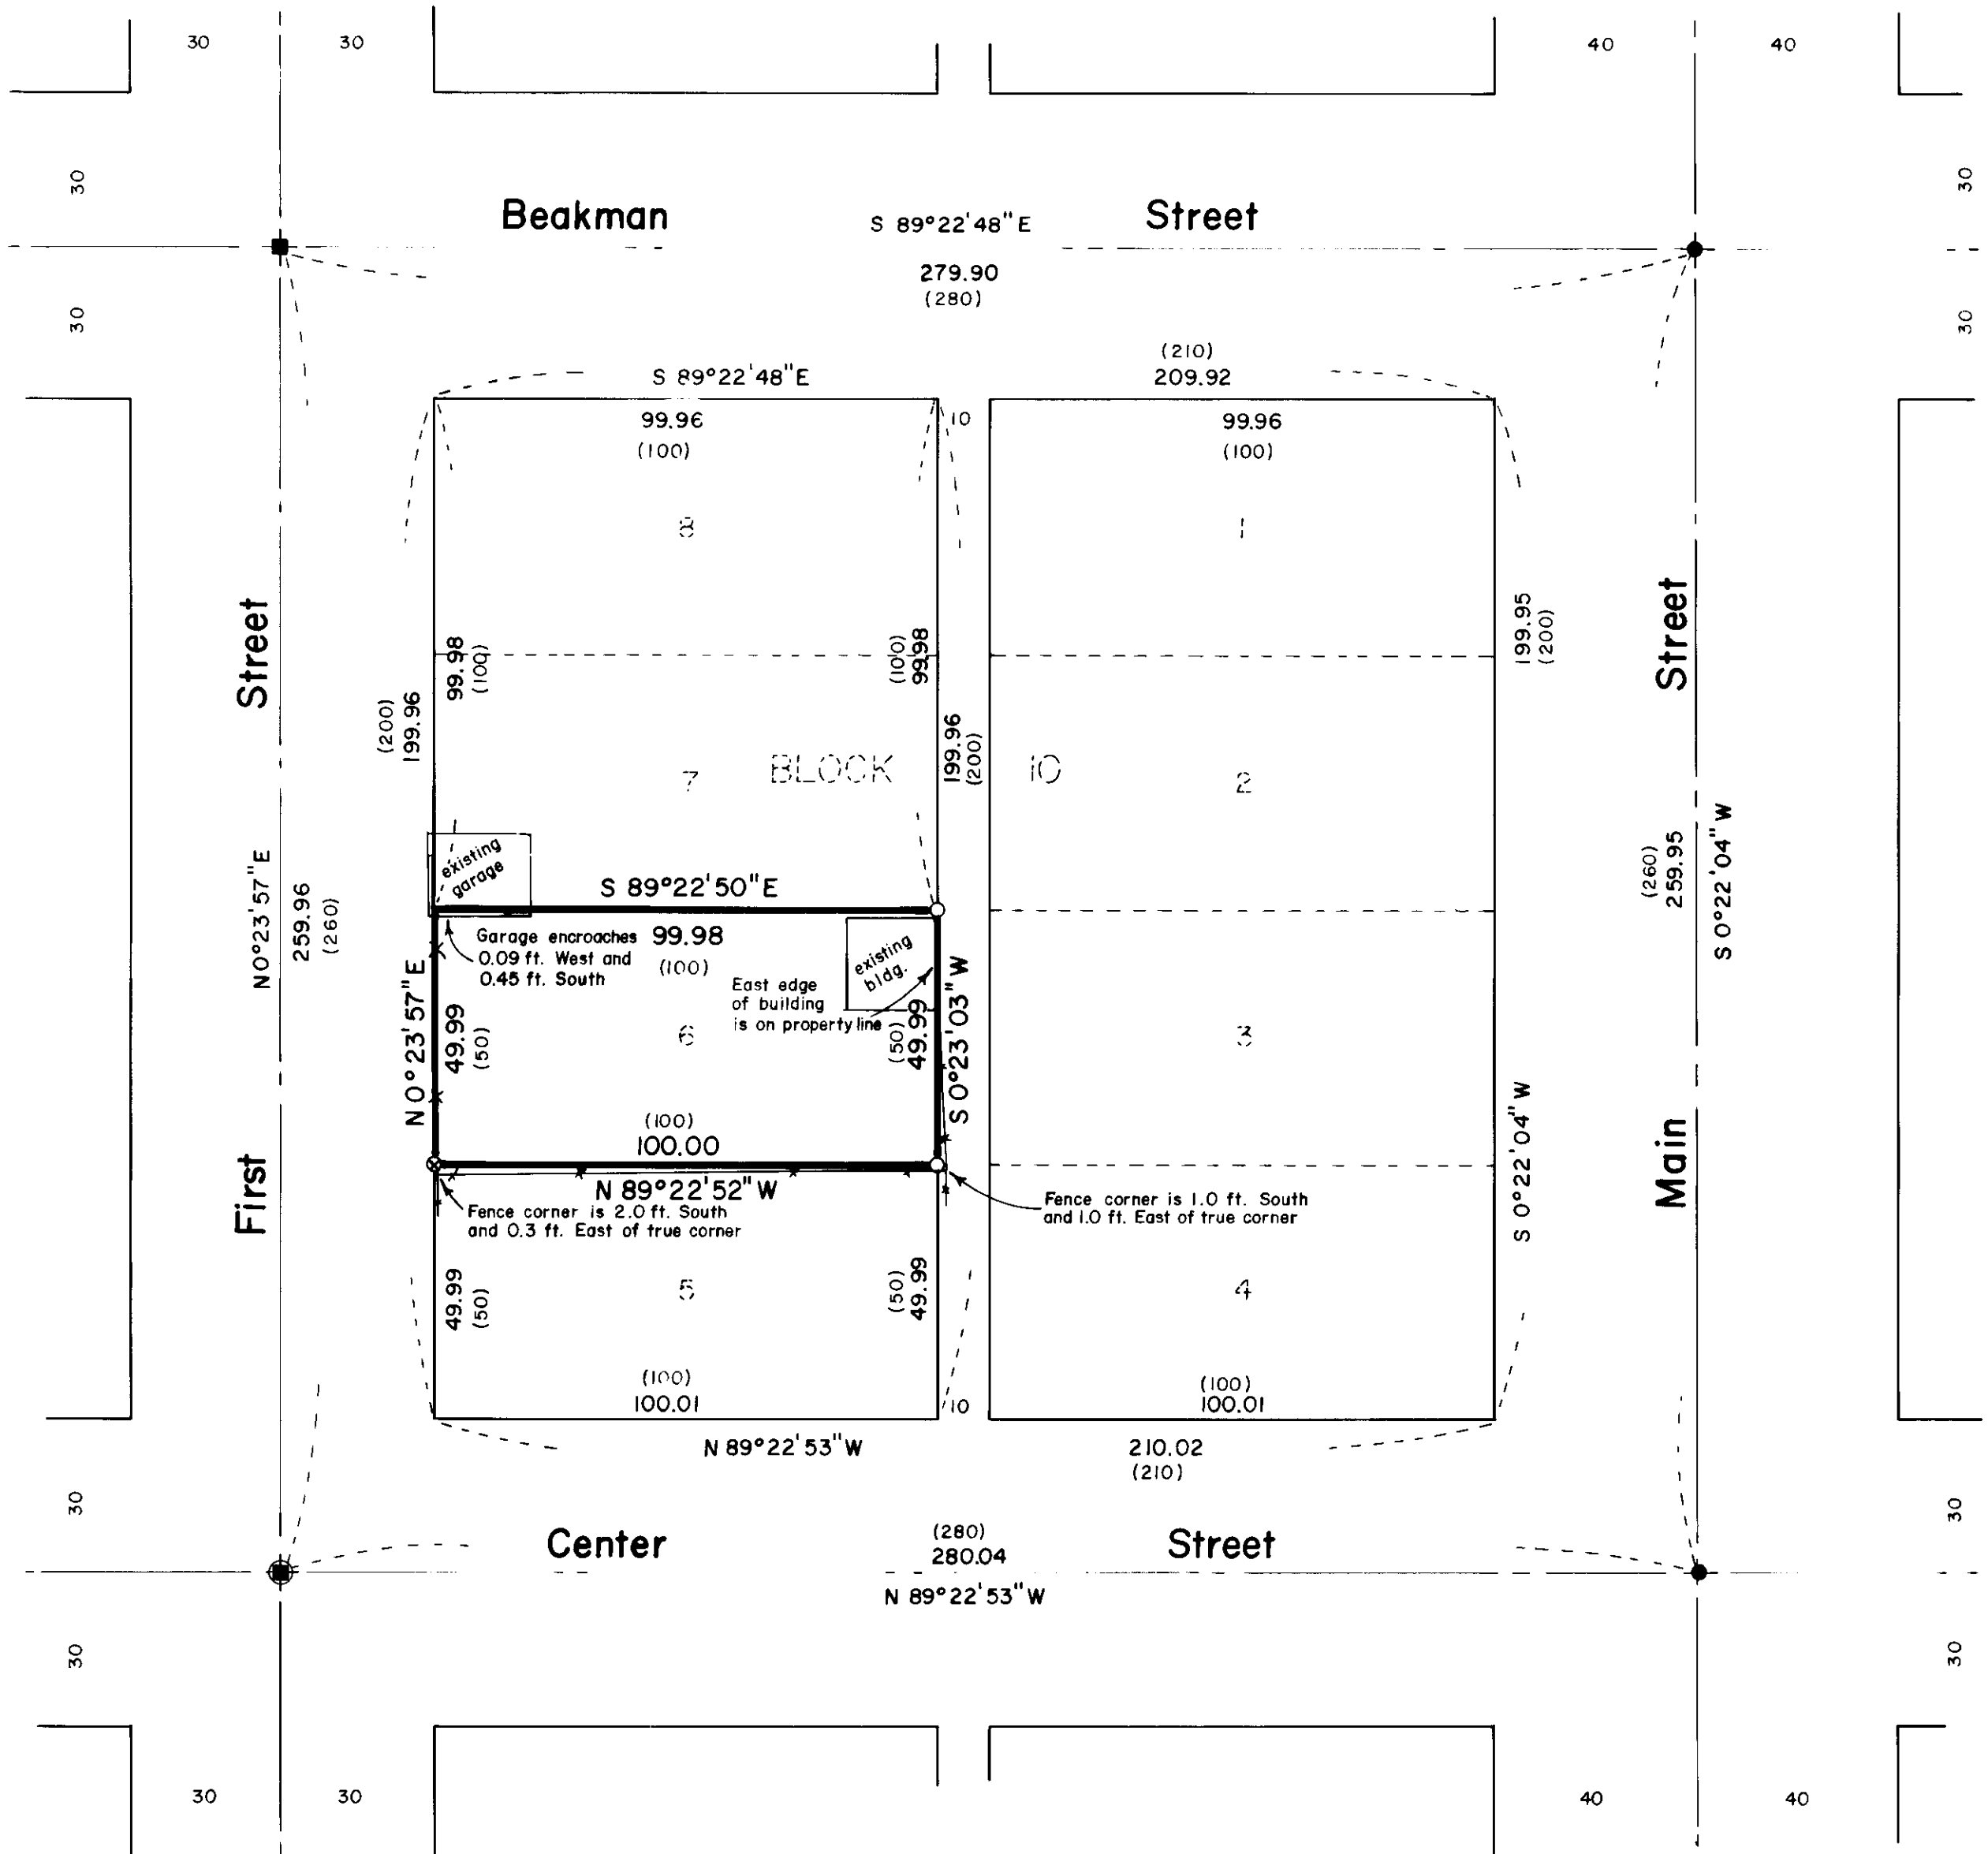 30
30
40
40
30
30
Beakman
Street
S 89°22'48"E
279.90
(280)
30
30
(210)
S 89°22'48"E
209.92
99.96
(100)
10
99.96
(100)
8
1
Street
Street
99.98
(100)
(100)
99.98
199.95
(200)
(200)
199.96
199.96
(200)
7
BLOCK
10
2
existing
garage
S 89°22'50"E
N 0°23'57"E
259.96
(260)
(260)
259.95
S 0°22'04"W
Garage encroaches
0.09 ft. West and
0.45 ft. South
99.98
(100)
existing
bldg.
East edge
of building
is on property line
N 0°23'57"E
49.99
(50)
6
(50)
49.99
S 0°23'03"W
3
(100)
100.00
N 89°22'52"W
First
Main
S 0°22'04"W
Fence corner is 2.0 ft. South
and 0.3 ft. East of true corner
Fence corner is 1.0 ft. South
and 1.0 ft. East of true corner
49.99
(50)
5
(50)
49.99
4
(100)
100.01
10
(100)
100.01
N 89°22'53"W
210.02
(210)
30
30
Center
Street
(280)
280.04
N 89°22'53"W
30
30
30
30
40
40